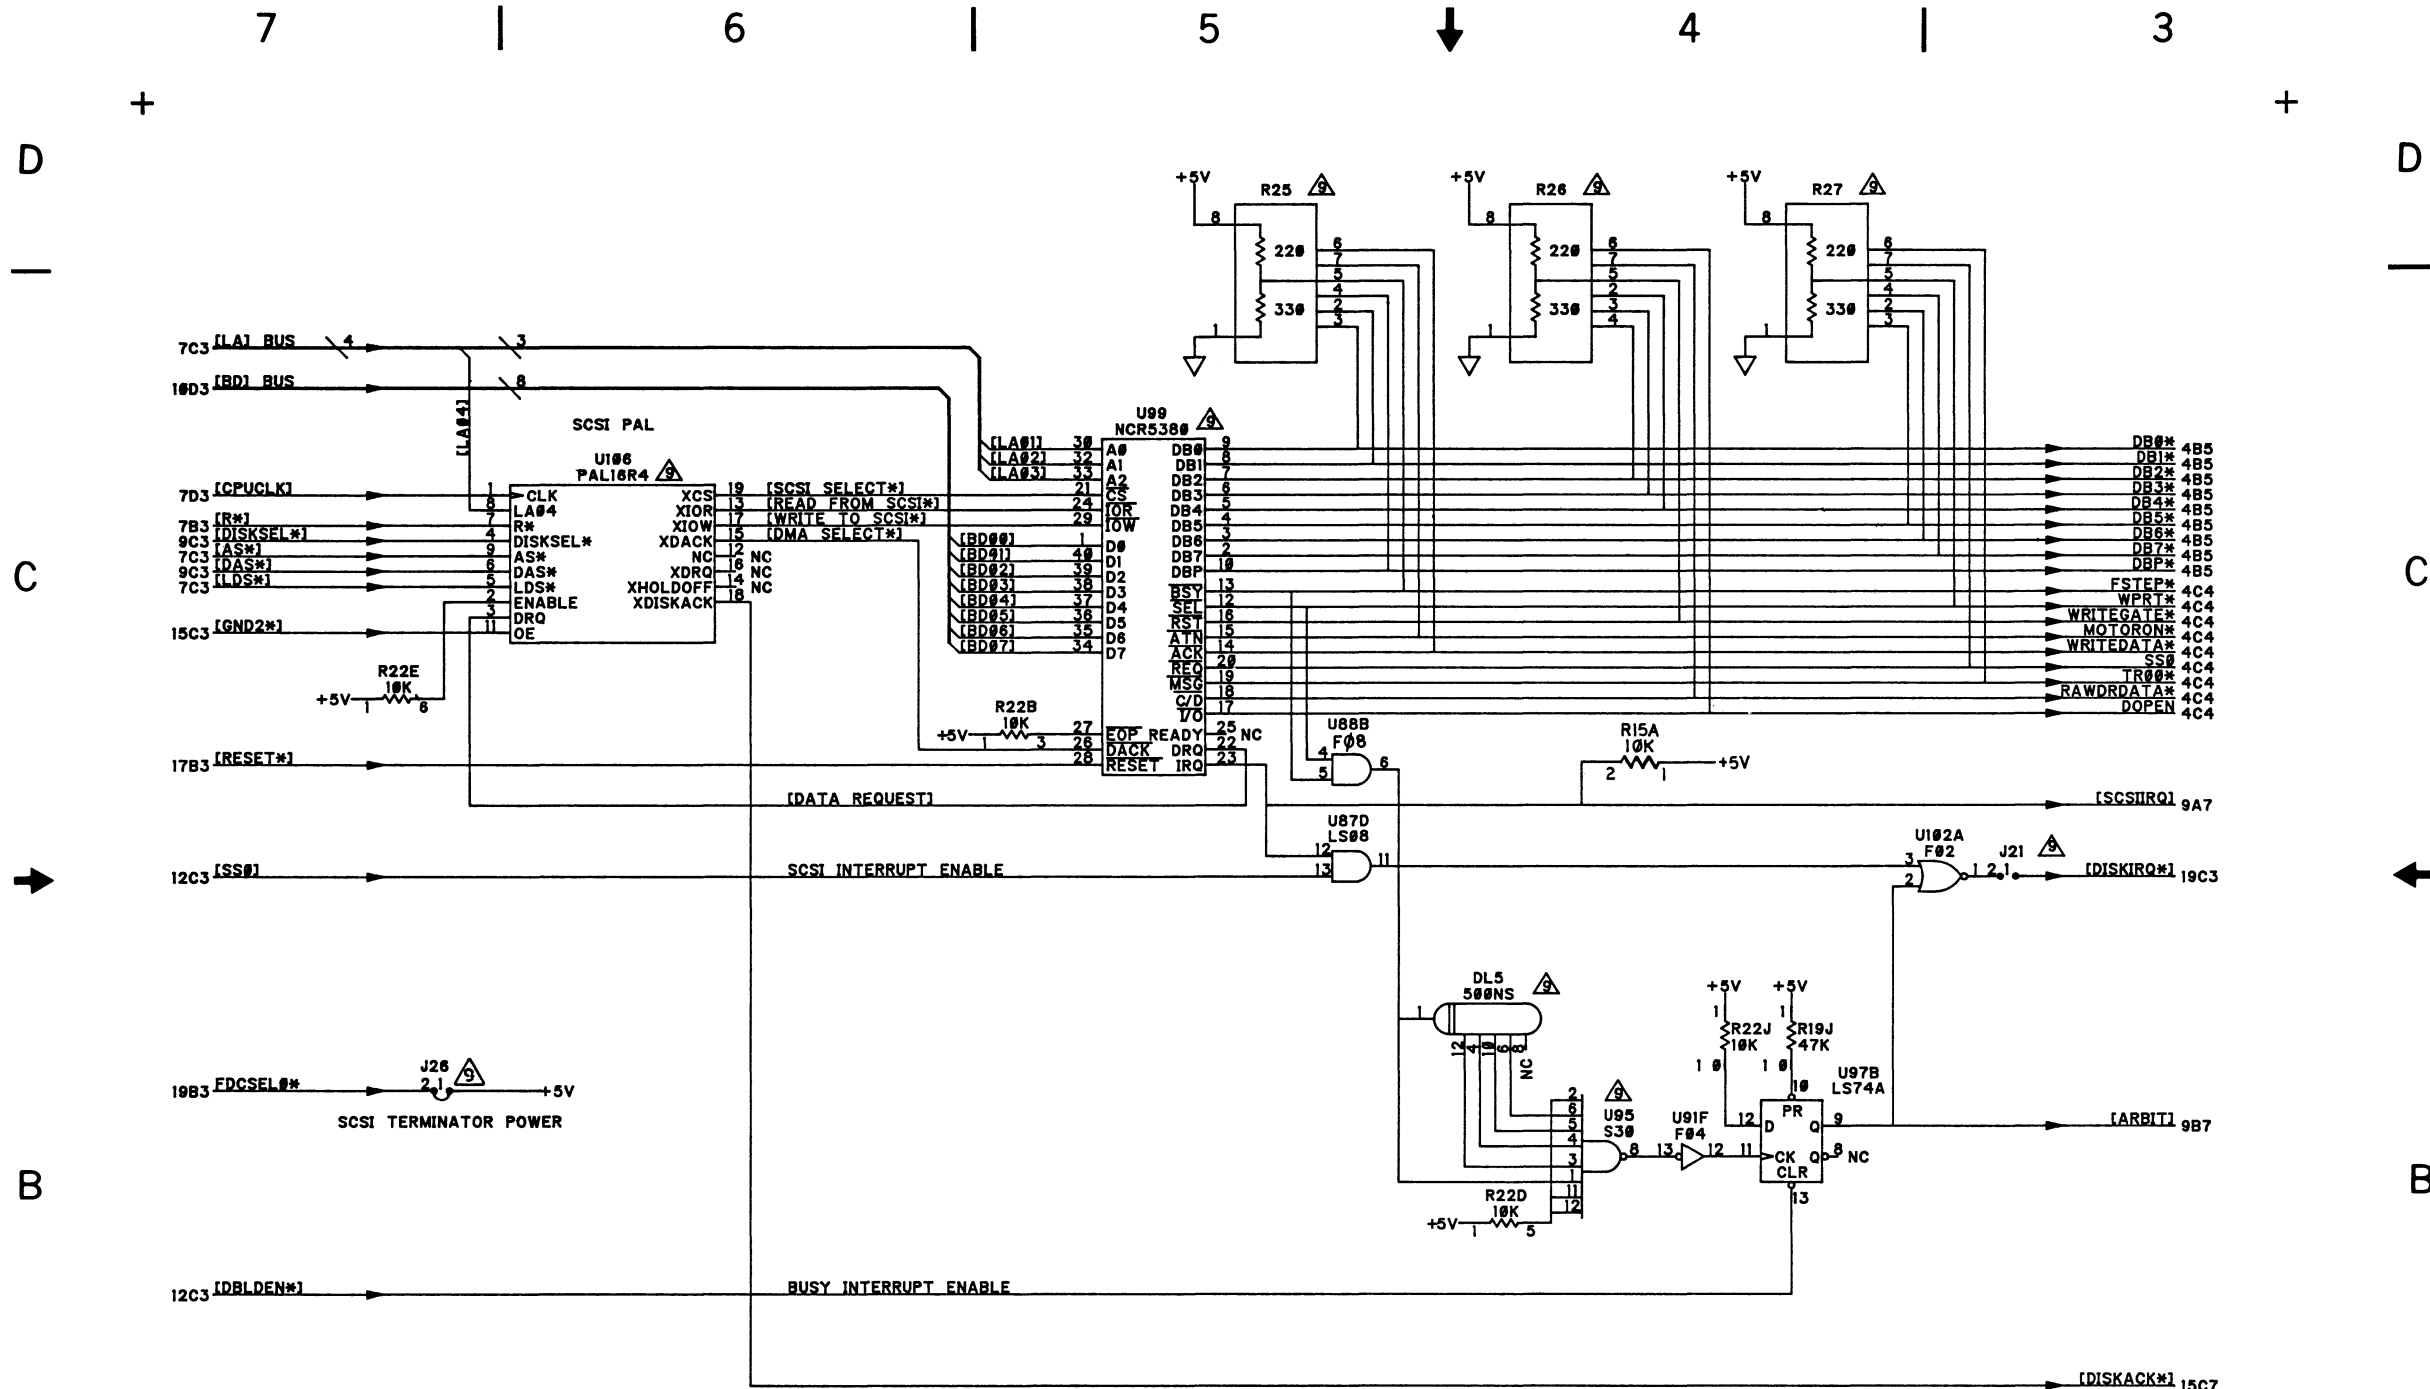 7 6 5 4 3
D D
+5V R25 9 +5V R26 9 +5V R27 9
8 220 6 7 5 4 2 3 330 1
8 220 6 7 5 2 3 4 330 1
8 220 6 7 5 4 2 3 330 1
7C3 [LA] BUS 4 3
10D3 [BD] BUS 8
[LA04]
SCSI PAL
U106
PAL16R4 9
U99
NCR5380 9
[LA01] 30 A0 DB0 9 DB0* 4B5
[LA02] 32 A1 DB1 8 DB1* 4B5
[LA03] 33 A2 DB2 7 DB2* 4B5
7D3 [CPUCLK] 1 CLK XCS 19 [SCSI SELECT*] 21 CS DB3 6 DB3* 4B5
8 LA04 XIOR 13 [READ FROM SCSI*] 24 IOR DB4 5 DB4* 4B5
7B3 [R*] 7 R* XIOW 17 [WRITE TO SCSI*] 29 IOW DB5 4 DB5* 4B5
9C3 [DISKSEL*] 4 DISKSEL* XDACK 15 [DMA SELECT*] DB6 3 DB6* 4B5
7C3 [AS*] 9 AS* NC 12 NC [BD00] 1 D0 DB7 2 DB7* 4B5
9C3 [DAS*] 6 DAS* XDRQ 16 NC [BD01] 40 D1 DBP 10 DBP* 4B5
7C3 [LDS*] 5 LDS* XHOLDOFF 14 NC [BD02] 39 D2
2 ENABLE XDISKACK 18 [BD03] 38 D3 BSY 13 FSTEP* 4C4
3 DRQ [BD04] 37 D4 SEL 12 WPRT* 4C4
15C3 [GND2*] 11 OE [BD05] 36 D5 RST 16 WRITEGATE* 4C4
[BD06] 35 D6 ATN 15 MOTORON* 4C4
[BD07] 34 D7 ACK 14 WRITEDATA* 4C4
REQ 20 SS0 4C4
MSG 19 TR00* 4C4
C/D 18 RAWDRDATA* 4C4
I/O 17 DOPEN 4C4
C C
R22E
10K
+5V 1 6
R22B
10K
+5V 1 3 27 EOP READY 25 NC
26 DACK DRQ 22
17B3 [RESET*] 28 RESET IRQ 23
U88B
F08
4 5 6
R15A
10K
2 1 +5V
[DATA REQUEST] [SCSIIRQ] 9A7
U87D
LS08
12 13 11
U102A
F02
3 2 1
J21 9
2 1
12C3 [SS0] SCSI INTERRUPT ENABLE [DISKIRQ*] 19C3
DL5
500NS 9
1 12 4 10 6 8 NC
+5V +5V
1 R22J 10K 10
1 R19J 47K 10
U97B
LS74A
10 PR
12 D Q 9 [ARBIT] 9B7
11 CK Q 8 NC
CLR
13
J26 9
2 1
19B3 FDCSEL0* +5V
SCSI TERMINATOR POWER
2 6 5 4 3 1 11 12
9
U95
S30
8
U91F
F04
13 12
R22D
10K
+5V 1 5
B B
12C3 [DBLDEN*] BUSY INTERRUPT ENABLE
[DISKACK*] 15C7